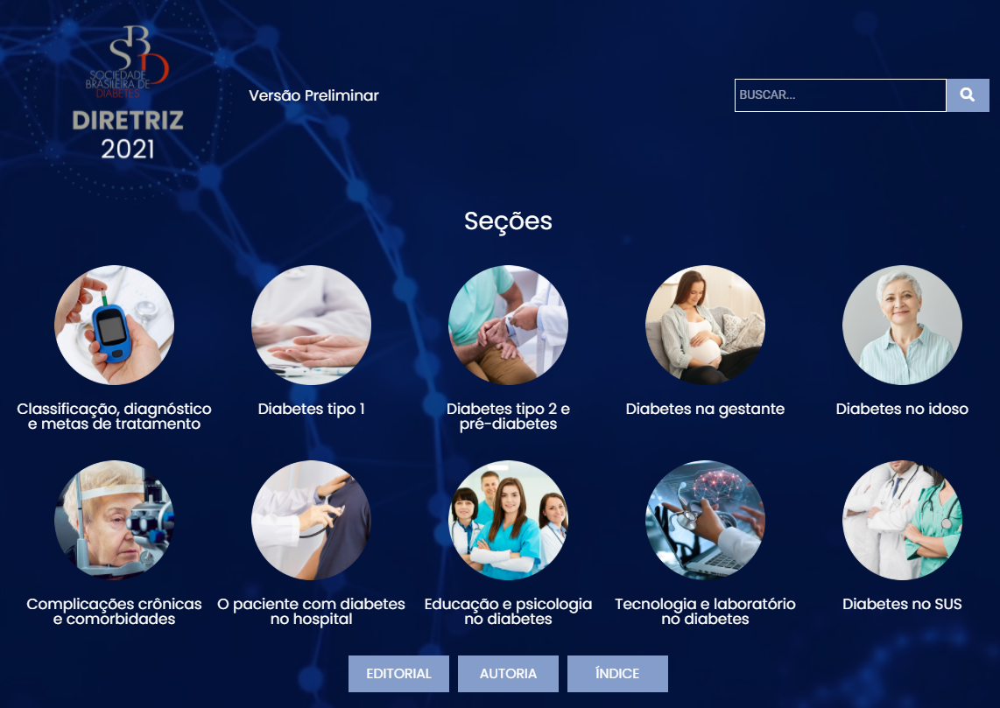 SBD
SOCIEDADE
BRASILEIRA DE
DIABETES
DIRETRIZ
2021
Versão Preliminar
BUSCAR...
Seções
Classificação, diagnóstico
e metas de tratamento
Diabetes tipo 1
Diabetes tipo 2 e
pré-diabetes
Diabetes na gestante
Diabetes no idoso
Complicações crônicas
e comorbidades
O paciente com diabetes
no hospital
Educação e psicologia
no diabetes
Tecnologia e laboratório
no diabetes
Diabetes no SUS
EDITORIAL
AUTORIA
ÍNDICE